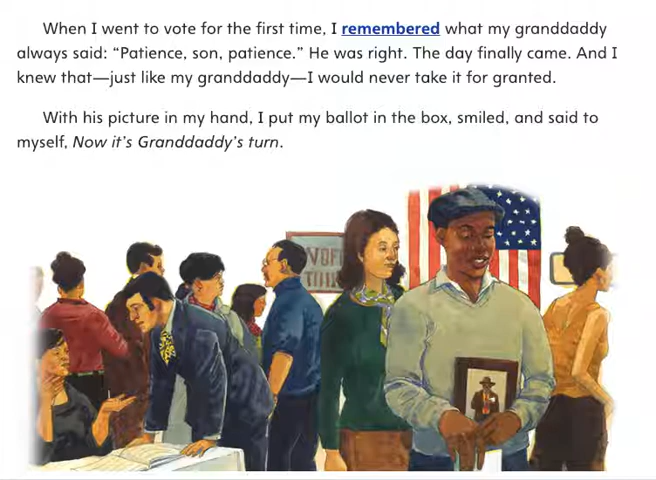 When I went to vote for the first time, I remembered what my granddaddy
always said: “Patience, son, patience.” He was right. The day finally came. And I
knew that—just like my granddaddy—I would never take it for granted.
With his picture in my hand, I put my ballot in the box, smiled, and said to
myself, Now it’s Granddaddy’s turn.